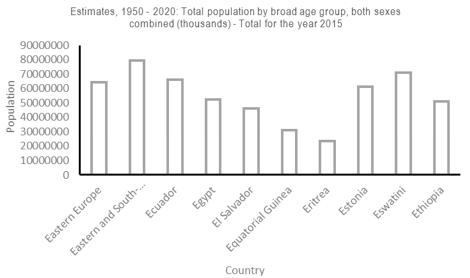 Estimates, 1950 - 2020: Total population by broad age group, both sexes
combined (thousands) - Total for the year 2015
90000000
80000000
70000000
60000000
50000000
40000000
30000000
20000000
10000000
0
Population
Eastern Europe
Eastern and South-...
Ecuador
Egypt
El Salvador
Equatorial Guinea
Eritrea
Estonia
Eswatini
Ethiopia
Country